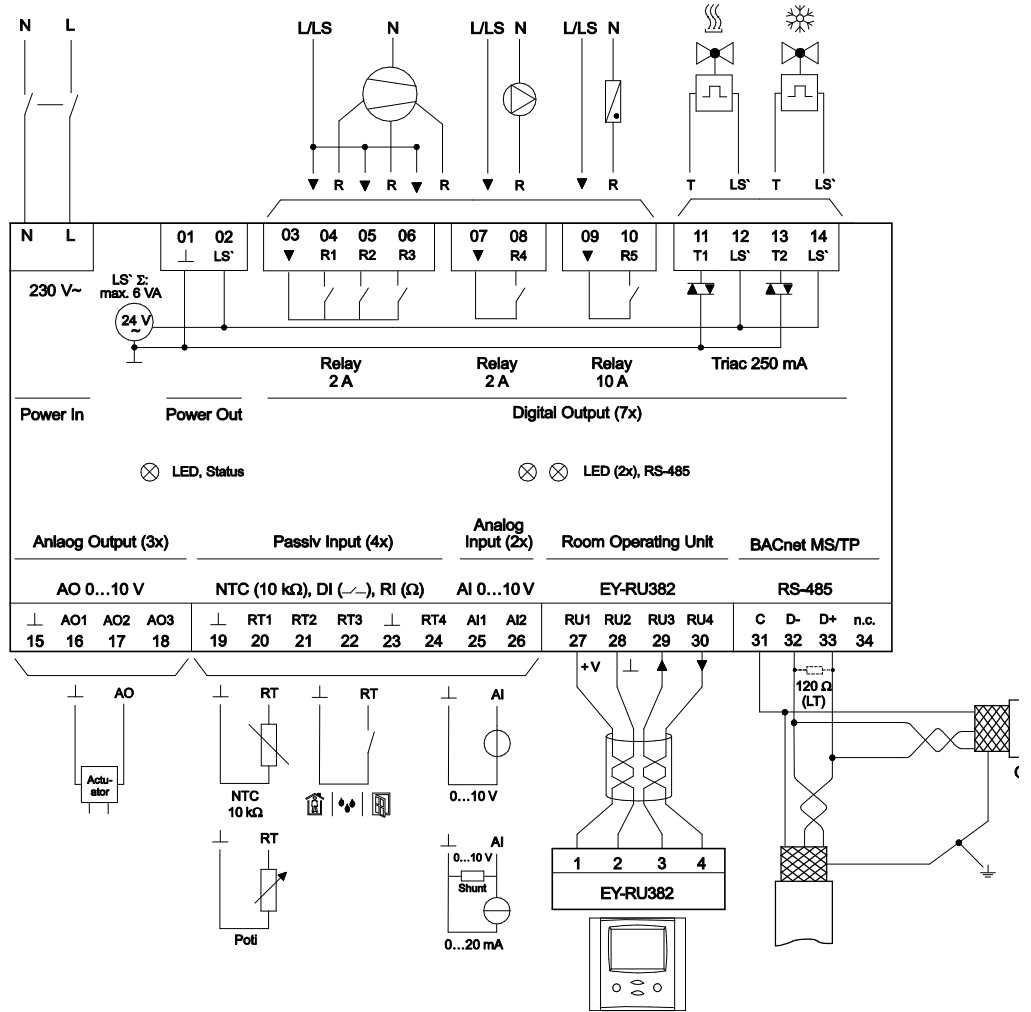 N L L/LS N L/LS N L/LS N
▼ R ▼ R ▼ R ▼ R ▼ R T LS` T LS`
N L 01 02 03 04 05 06 07 08 09 10 11 12 13 14
⊥ LS` ▼ R1 R2 R3 ▼ R4 ▼ R5 T1 LS` T2 LS`
230 V~
LS` Σ:
max. 6 VA
24 V
~
Relay
2 A
Relay
2 A
Relay
10 A
Triac 250 mA
Power In
Power Out
Digital Output (7x)
LED, Status
LED (2x), RS-485
Anlaog Output (3x)
Passiv Input (4x)
Analog
Input (2x)
Room Operating Unit
BACnet MS/TP
AO 0...10 V
NTC (10 kΩ), DI ( ), RI (Ω)
AI 0...10 V
EY-RU382
RS-485
⊥ AO1 AO2 AO3 ⊥ RT1 RT2 RT3 ⊥ RT4 AI1 AI2 RU1 RU2 RU3 RU4 C D- D+ n.c.
15 16 17 18 19 20 21 22 23 24 25 26 27 28 29 30 31 32 33 34
+V ⊥
120 Ω
(LT)
⊥ AO
⊥ RT
⊥ RT
⊥ AI
Actu-
ator
NTC
10 kΩ
0...10 V
⊥ RT
Poti
⊥ AI
0...10 V
Shunt
0...20 mA
1 2 3 4
EY-RU382